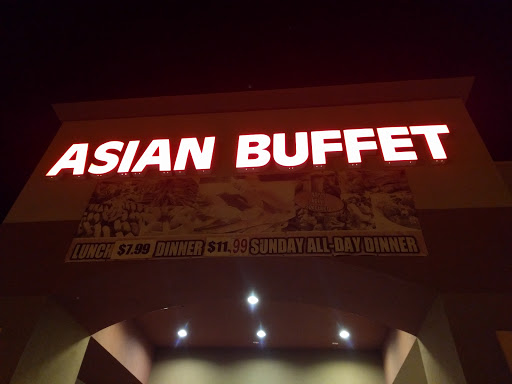 ASIAN BUFFET
LUNCH $7.99 DINNER $11.99 SUNDAY ALL-DAY DINNER